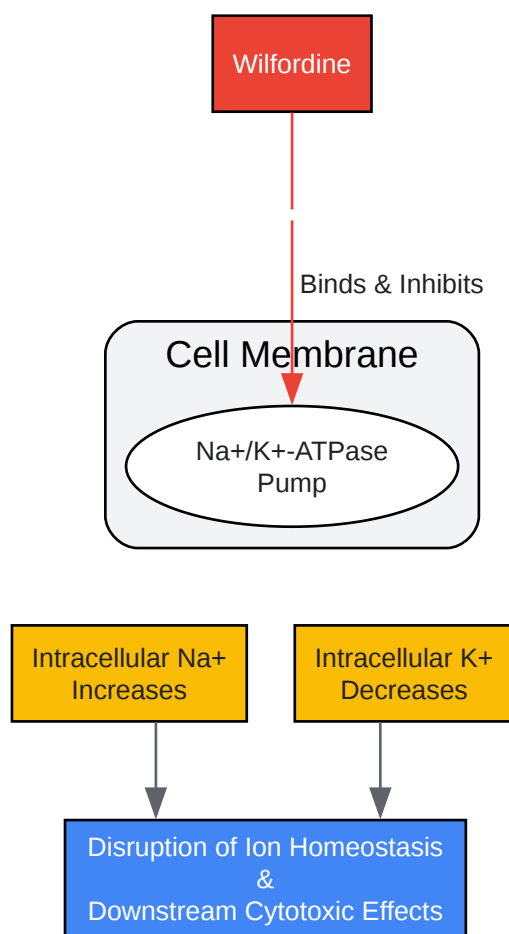 Wilfordine
Binds & Inhibits
Cell Membrane
Na+/K+-ATPase
Pump
Intracellular Na+
Increases
Intracellular K+
Decreases
Disruption of Ion Homeostasis
&
Downstream Cytotoxic Effects